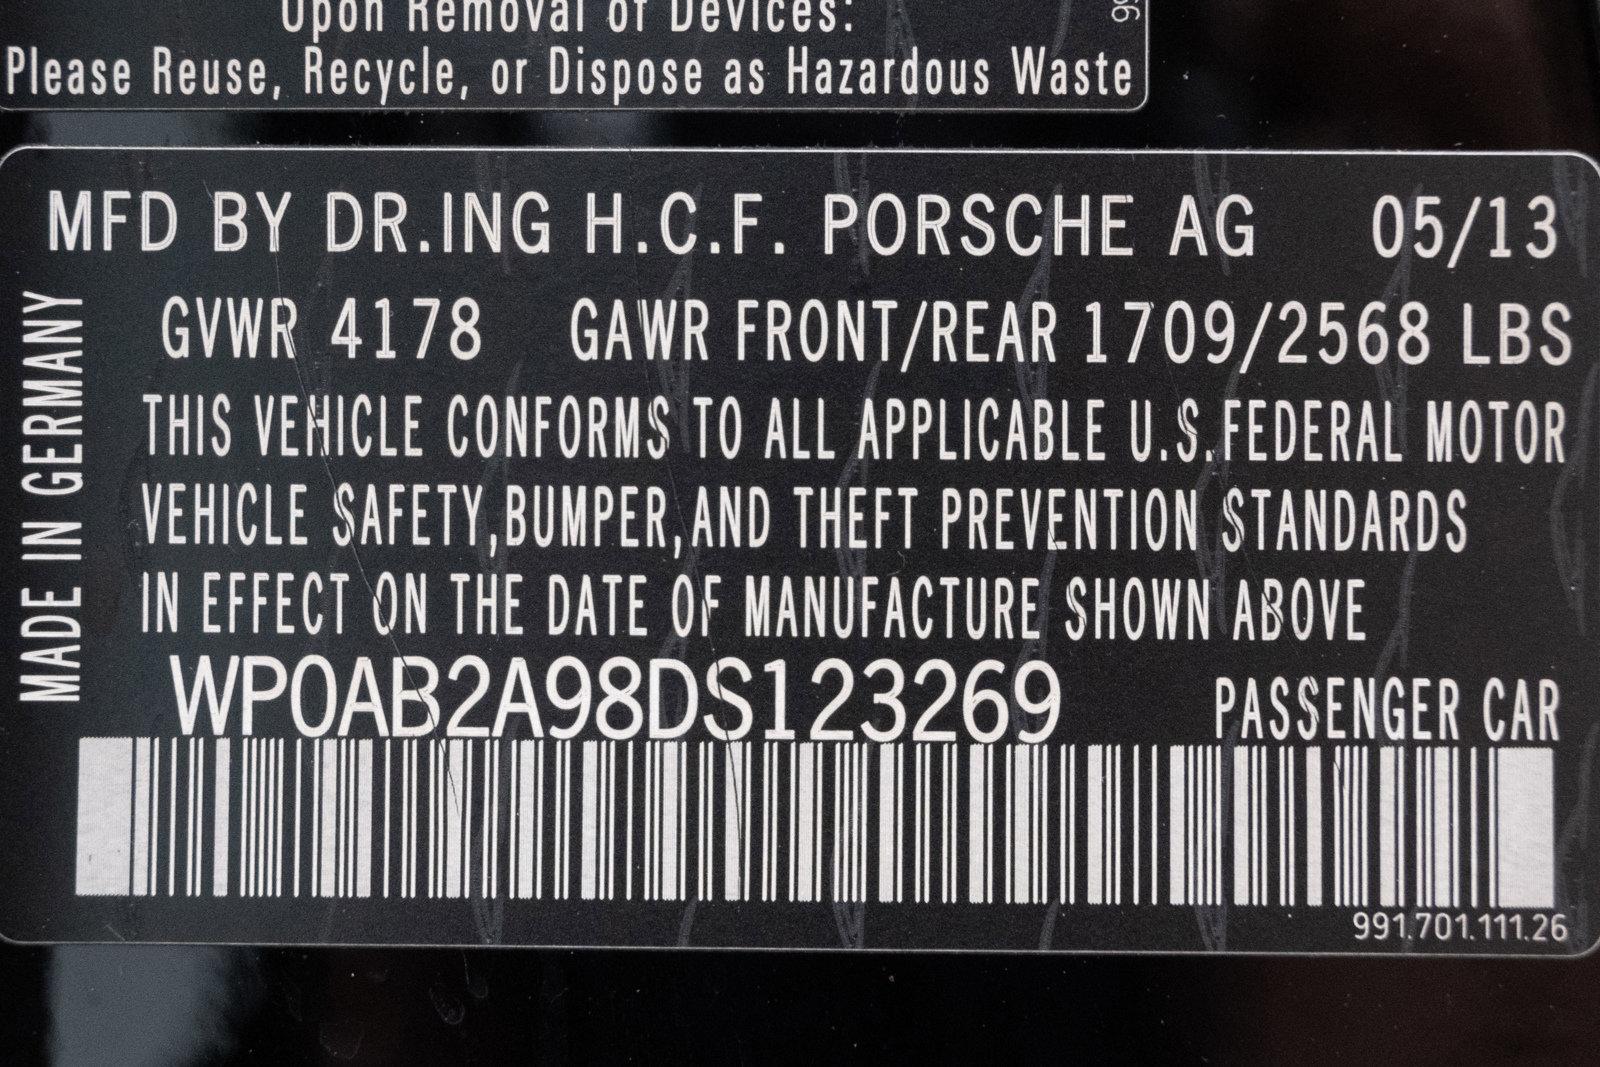 Upon Removal of Devices:
Please Reuse, Recycle, or Dispose as Hazardous Waste
MFD BY DR.ING H.C.F. PORSCHE AG 05/13
GVWR 4178 GAWR FRONT/REAR 1709/2568 LBS
THIS VEHICLE CONFORMS TO ALL APPLICABLE U.S.FEDERAL MOTOR
VEHICLE SAFETY,BUMPER,AND THEFT PREVENTION STANDARDS
IN EFFECT ON THE DATE OF MANUFACTURE SHOWN ABOVE
WP0AB2A98DS123269 PASSENGER CAR
991.701.111.26
MADE IN GERMANY